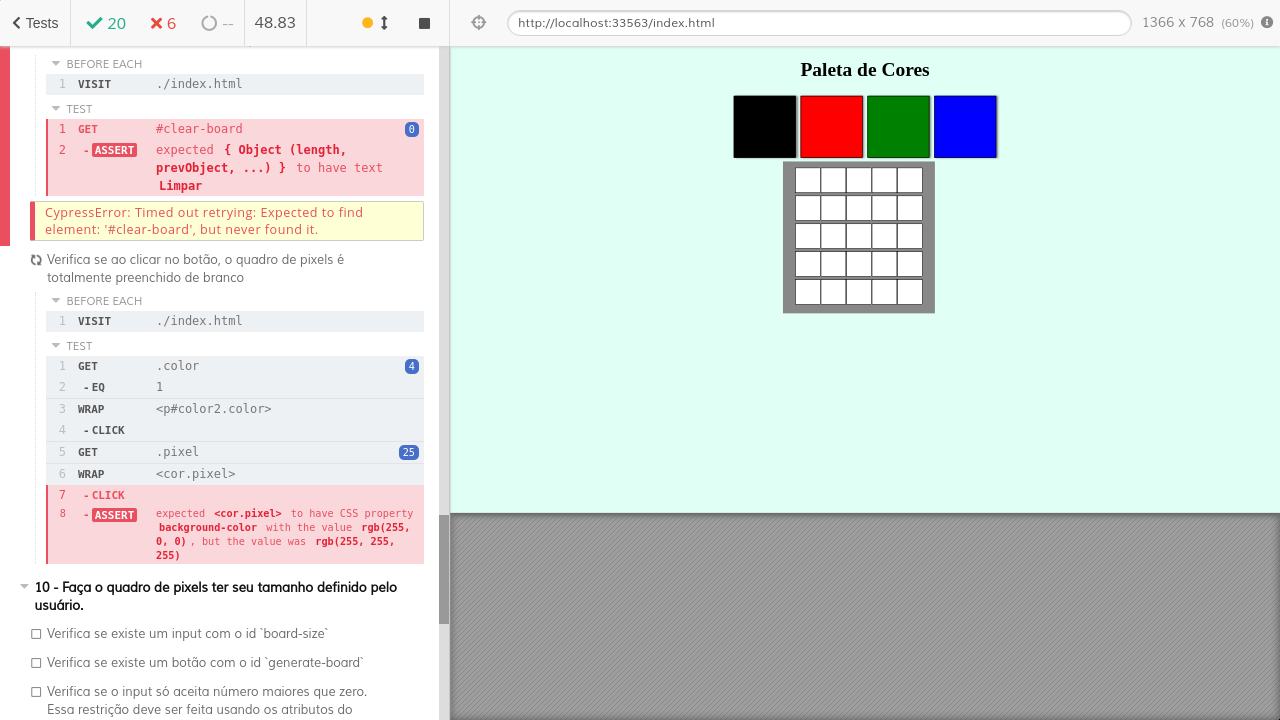 Tests
20
6
--
48.83
http://localhost:33563/index.html
1366 x 768 (60%)
BEFORE EACH
1 VISIT ./index.html
TEST
1 GET #clear-board 0
2 - ASSERT expected { Object (length,
prevObject, ...) } to have text
Limpar
CypressError: Timed out retrying: Expected to find
element: '#clear-board', but never found it.
Verifica se ao clicar no botão, o quadro de pixels é
totalmente preenchido de branco
BEFORE EACH
1 VISIT ./index.html
TEST
1 GET .color 4
2 - EQ 1
3 WRAP <p#color2.color>
4 - CLICK
5 GET .pixel 25
6 WRAP <cor.pixel>
7 - CLICK
8 - ASSERT expected <cor.pixel> to have CSS property
background-color with the value rgb(255,
0, 0) , but the value was rgb(255, 255,
255)
10 - Faça o quadro de pixels ter seu tamanho definido pelo
usuário.
Verifica se existe um input com o id `board-size`
Verifica se existe um botão com o id `generate-board`
Verifica se o input só aceita número maiores que zero.
Essa restrição deve ser feita usando os atributos do
Paleta de Cores